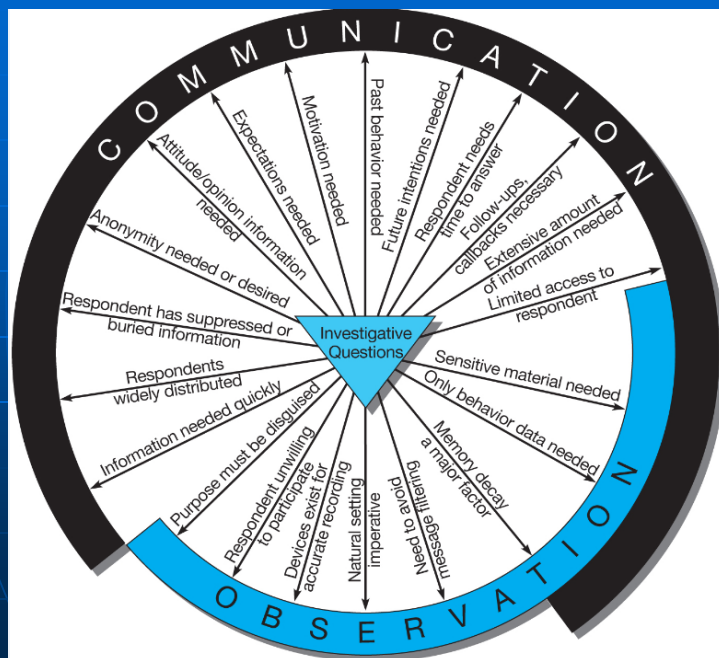 COMMUNICATION
Anonymity needed or desired
Attitude/opinion information
needed
Expectations needed
Motivation needed
Past behavior needed
Future intentions needed
Respondent needs
time to answer
Follow-ups,
callbacks necessary
Extensive amount
of information needed
Limited access to
respondent
Respondent has suppressed or
buried information
Respondents
widely distributed
Information needed quickly
Investigative
Questions
Sensitive material needed
Only behavior data needed
Memory decay
a major factor
Need to avoid
message filtering
Natural setting
imperative
Devices exist for
accurate recording
Respondent unwilling
to participate
Purpose must be disguised
OBSERVATION